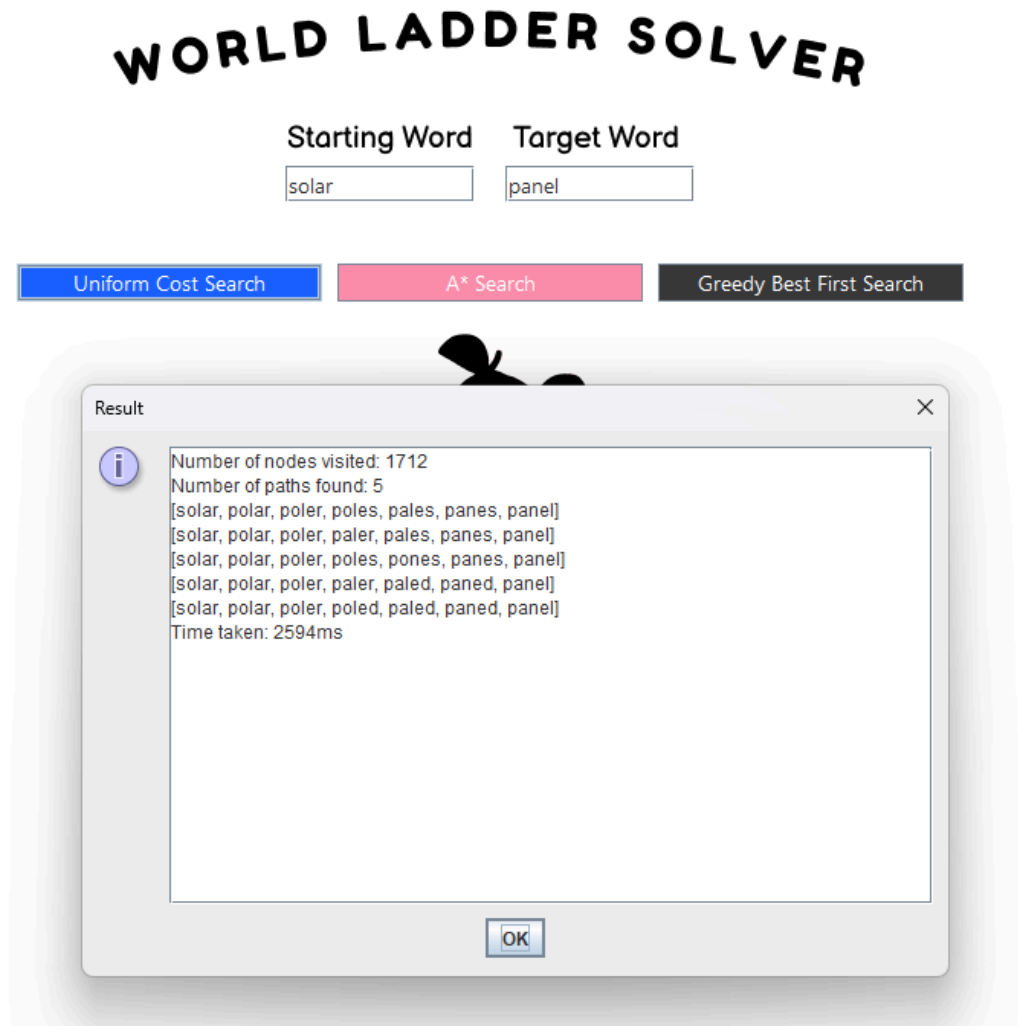 WORLD LADDER SOLVER
Starting Word Target Word
solar panel
Uniform Cost Search A* Search Greedy Best First Search
Result
i
Number of nodes visited: 1712
Number of paths found: 5
[solar, polar, poler, poles, pales, panes, panel]
[solar, polar, poler, paler, pales, panes, panel]
[solar, polar, poler, poles, pones, panes, panel]
[solar, polar, poler, paler, paled, paned, panel]
[solar, polar, poler, poled, paled, paned, panel]
Time taken: 2594ms
OK